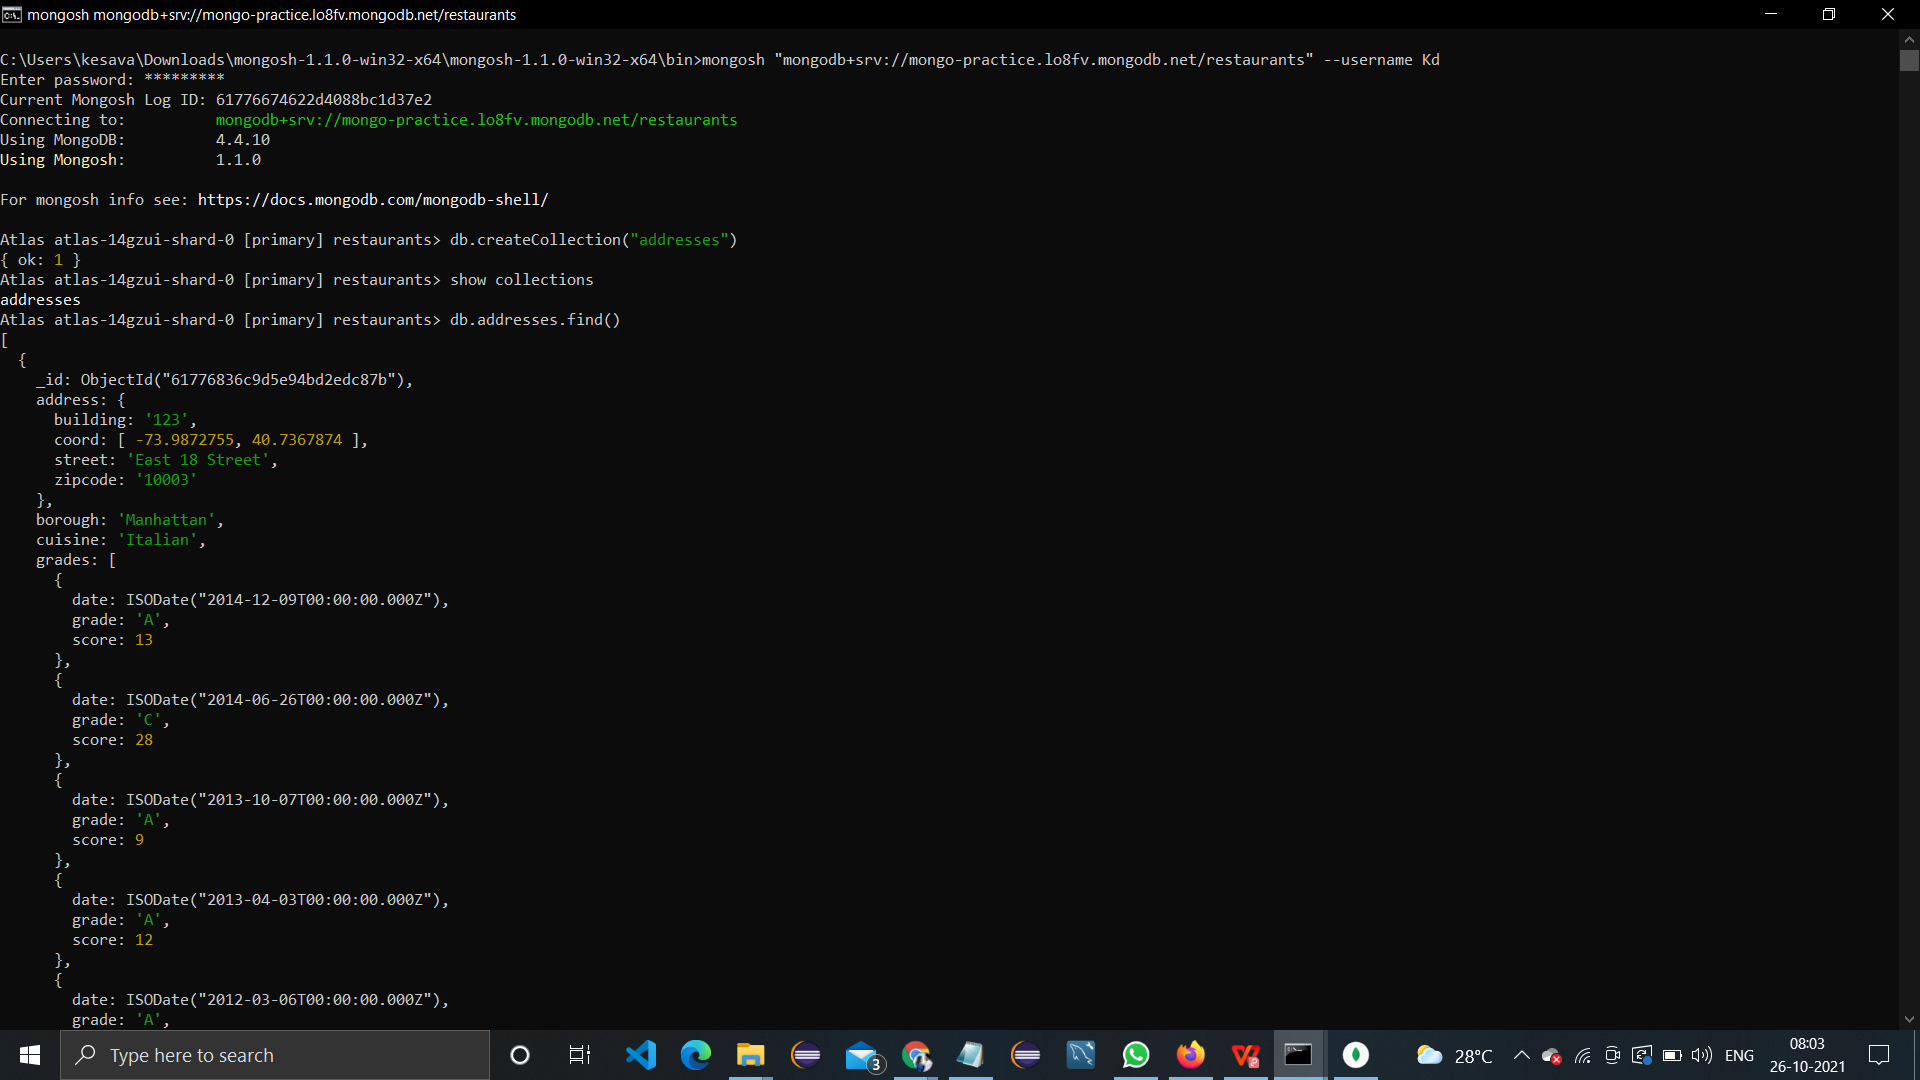 mongosh mongodb+srv://mongo-practice.lo8fv.mongodb.net/restaurants
C:\Users\kesava\Downloads\mongosh-1.1.0-win32-x64\mongosh-1.1.0-win32-x64\bin>mongosh "mongodb+srv://mongo-practice.lo8fv.mongodb.net/restaurants" --username Kd
Enter password: *********
Current Mongosh Log ID: 61776674622d4088bc1d37e2
Connecting to: mongodb+srv://mongo-practice.lo8fv.mongodb.net/restaurants
Using MongoDB: 4.4.10
Using Mongosh: 1.1.0
For mongosh info see: https://docs.mongodb.com/mongodb-shell/
Atlas atlas-14gzui-shard-0 [primary] restaurants> db.createCollection("addresses")
{ ok: 1 }
Atlas atlas-14gzui-shard-0 [primary] restaurants> show collections
addresses
Atlas atlas-14gzui-shard-0 [primary] restaurants> db.addresses.find()
[
{
_id: ObjectId("61776836c9d5e94bd2edc87b"),
address: {
building: '123',
coord: [ -73.9872755, 40.7367874 ],
street: 'East 18 Street',
zipcode: '10003'
},
borough: 'Manhattan',
cuisine: 'Italian',
grades: [
{
date: ISODate("2014-12-09T00:00:00.000Z"),
grade: 'A',
score: 13
},
{
date: ISODate("2014-06-26T00:00:00.000Z"),
grade: 'C',
score: 28
},
{
date: ISODate("2013-10-07T00:00:00.000Z"),
grade: 'A',
score: 9
},
{
date: ISODate("2013-04-03T00:00:00.000Z"),
grade: 'A',
score: 12
},
{
date: ISODate("2012-03-06T00:00:00.000Z"),
grade: 'A',
Type here to search
3
28°C
ENG
08:03
26-10-2021